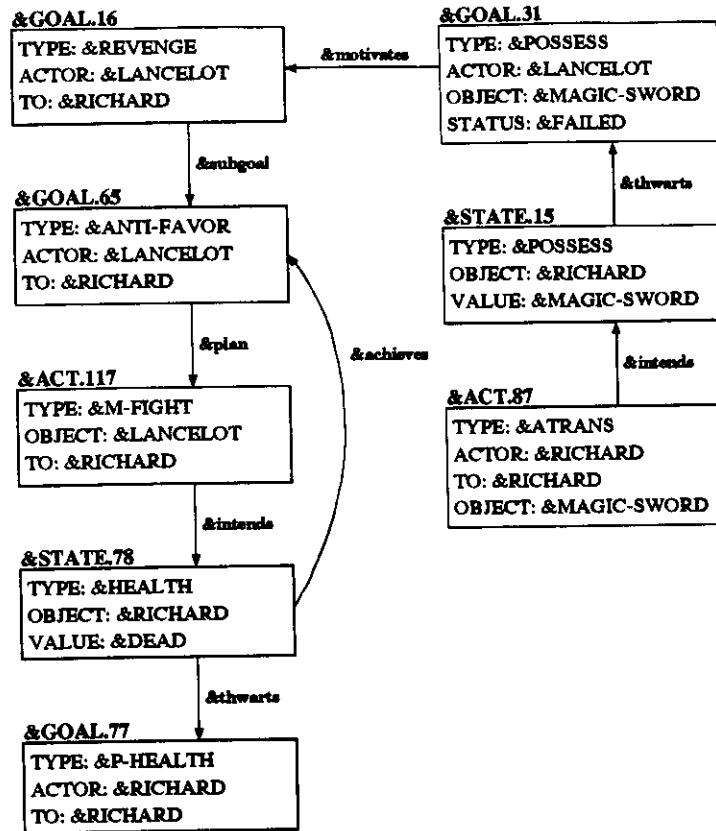 &GOAL.16
TYPE: &REVENGE
ACTOR: &LANCELOT
TO: &RICHARD
&subgoal
&GOAL.65
TYPE: &ANTI-FAVOR
ACTOR: &LANCELOT
TO: &RICHARD
&plan
&ACT.117
TYPE: &M-FIGHT
OBJECT: &LANCELOT
TO: &RICHARD
&intends
&STATE.78
TYPE: &HEALTH
OBJECT: &RICHARD
VALUE: &DEAD
&achieves
&thwarts
&GOAL.77
TYPE: &P-HEALTH
ACTOR: &RICHARD
TO: &RICHARD
&motivates
&GOAL.31
TYPE: &POSSESS
ACTOR: &LANCELOT
OBJECT: &MAGIC-SWORD
STATUS: &FAILED
&thwarts
&STATE.15
TYPE: &POSSESS
OBJECT: &RICHARD
VALUE: &MAGIC-SWORD
&intends
&ACT.87
TYPE: &ATRANS
ACTOR: &RICHARD
TO: &RICHARD
OBJECT: &MAGIC-SWORD